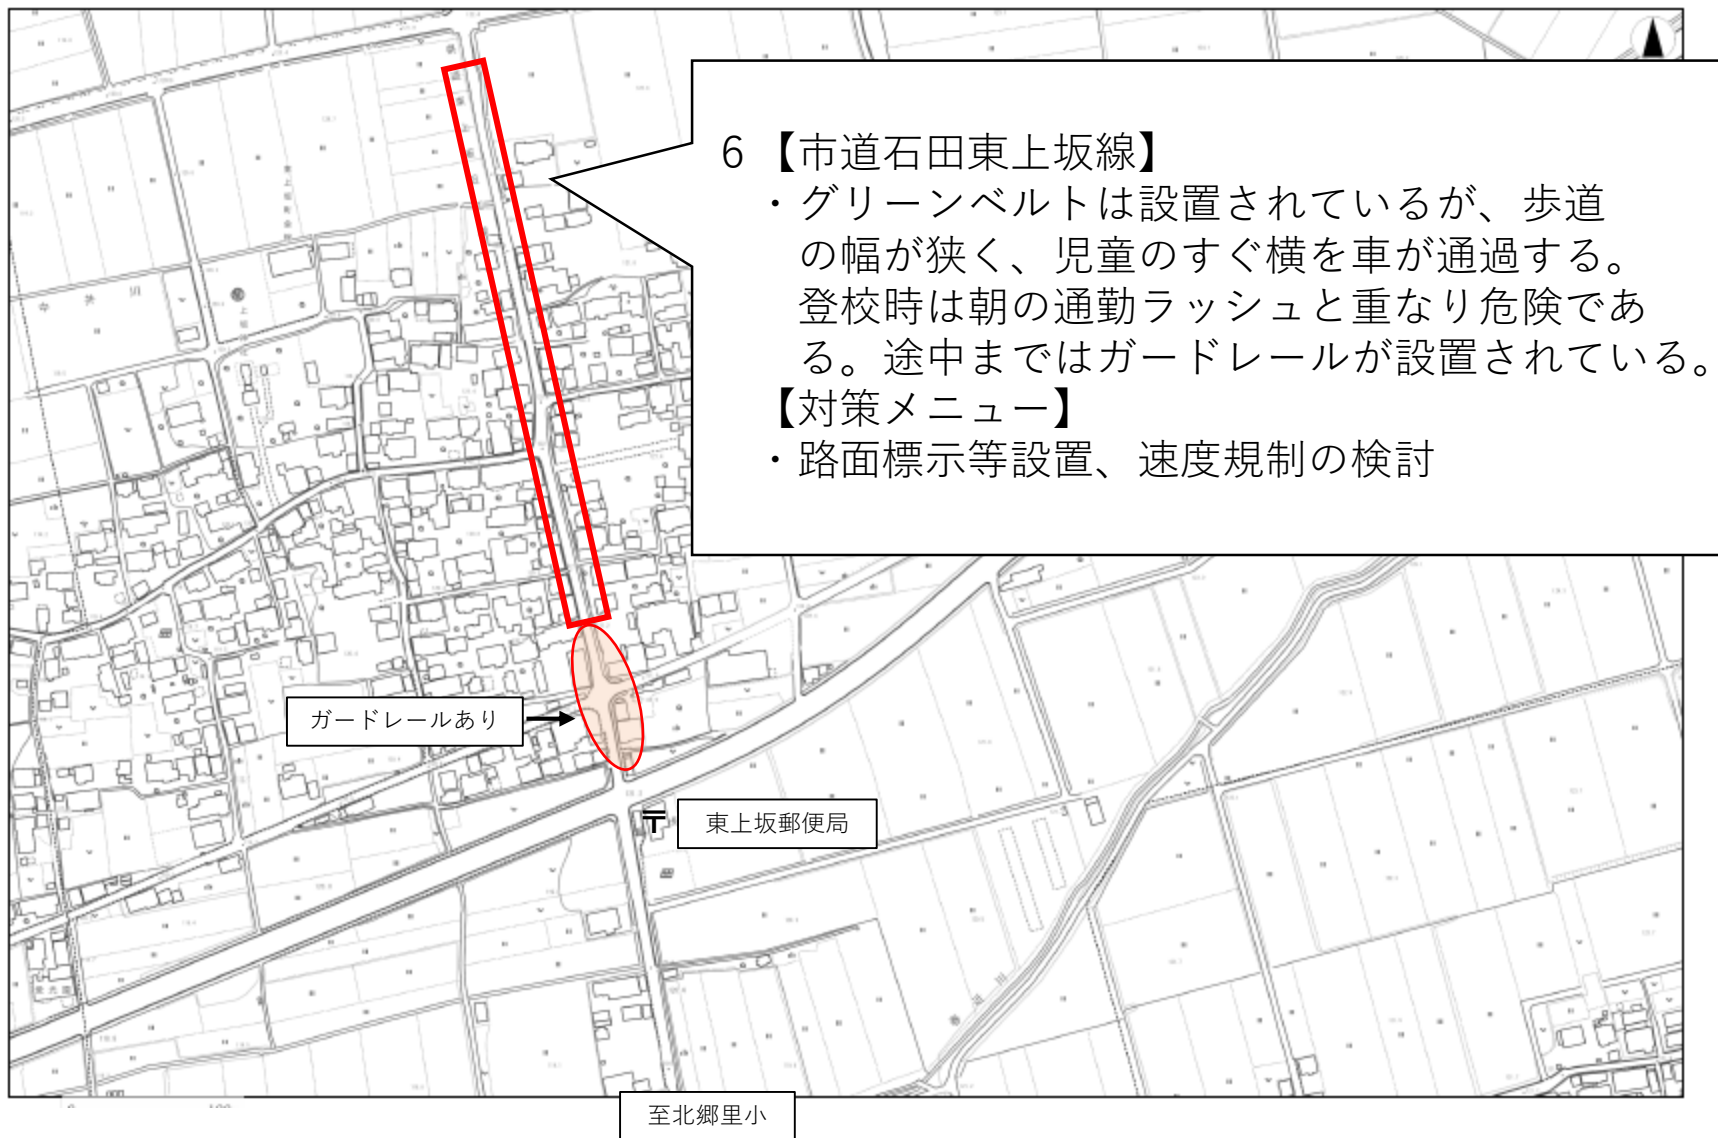 6 【市道石田東上坂線】
・グリーンベルトは設置されているが、歩道
の幅が狭く、児童のすぐ横を車が通過する。
登校時は朝の通勤ラッシュと重なり危険であ
る。途中まではガードレールが設置されている。
【対策メニュー】
・路面標示等設置、速度規制の検討
ガードレールあり
〒
東上坂郵便局
至北郷里小